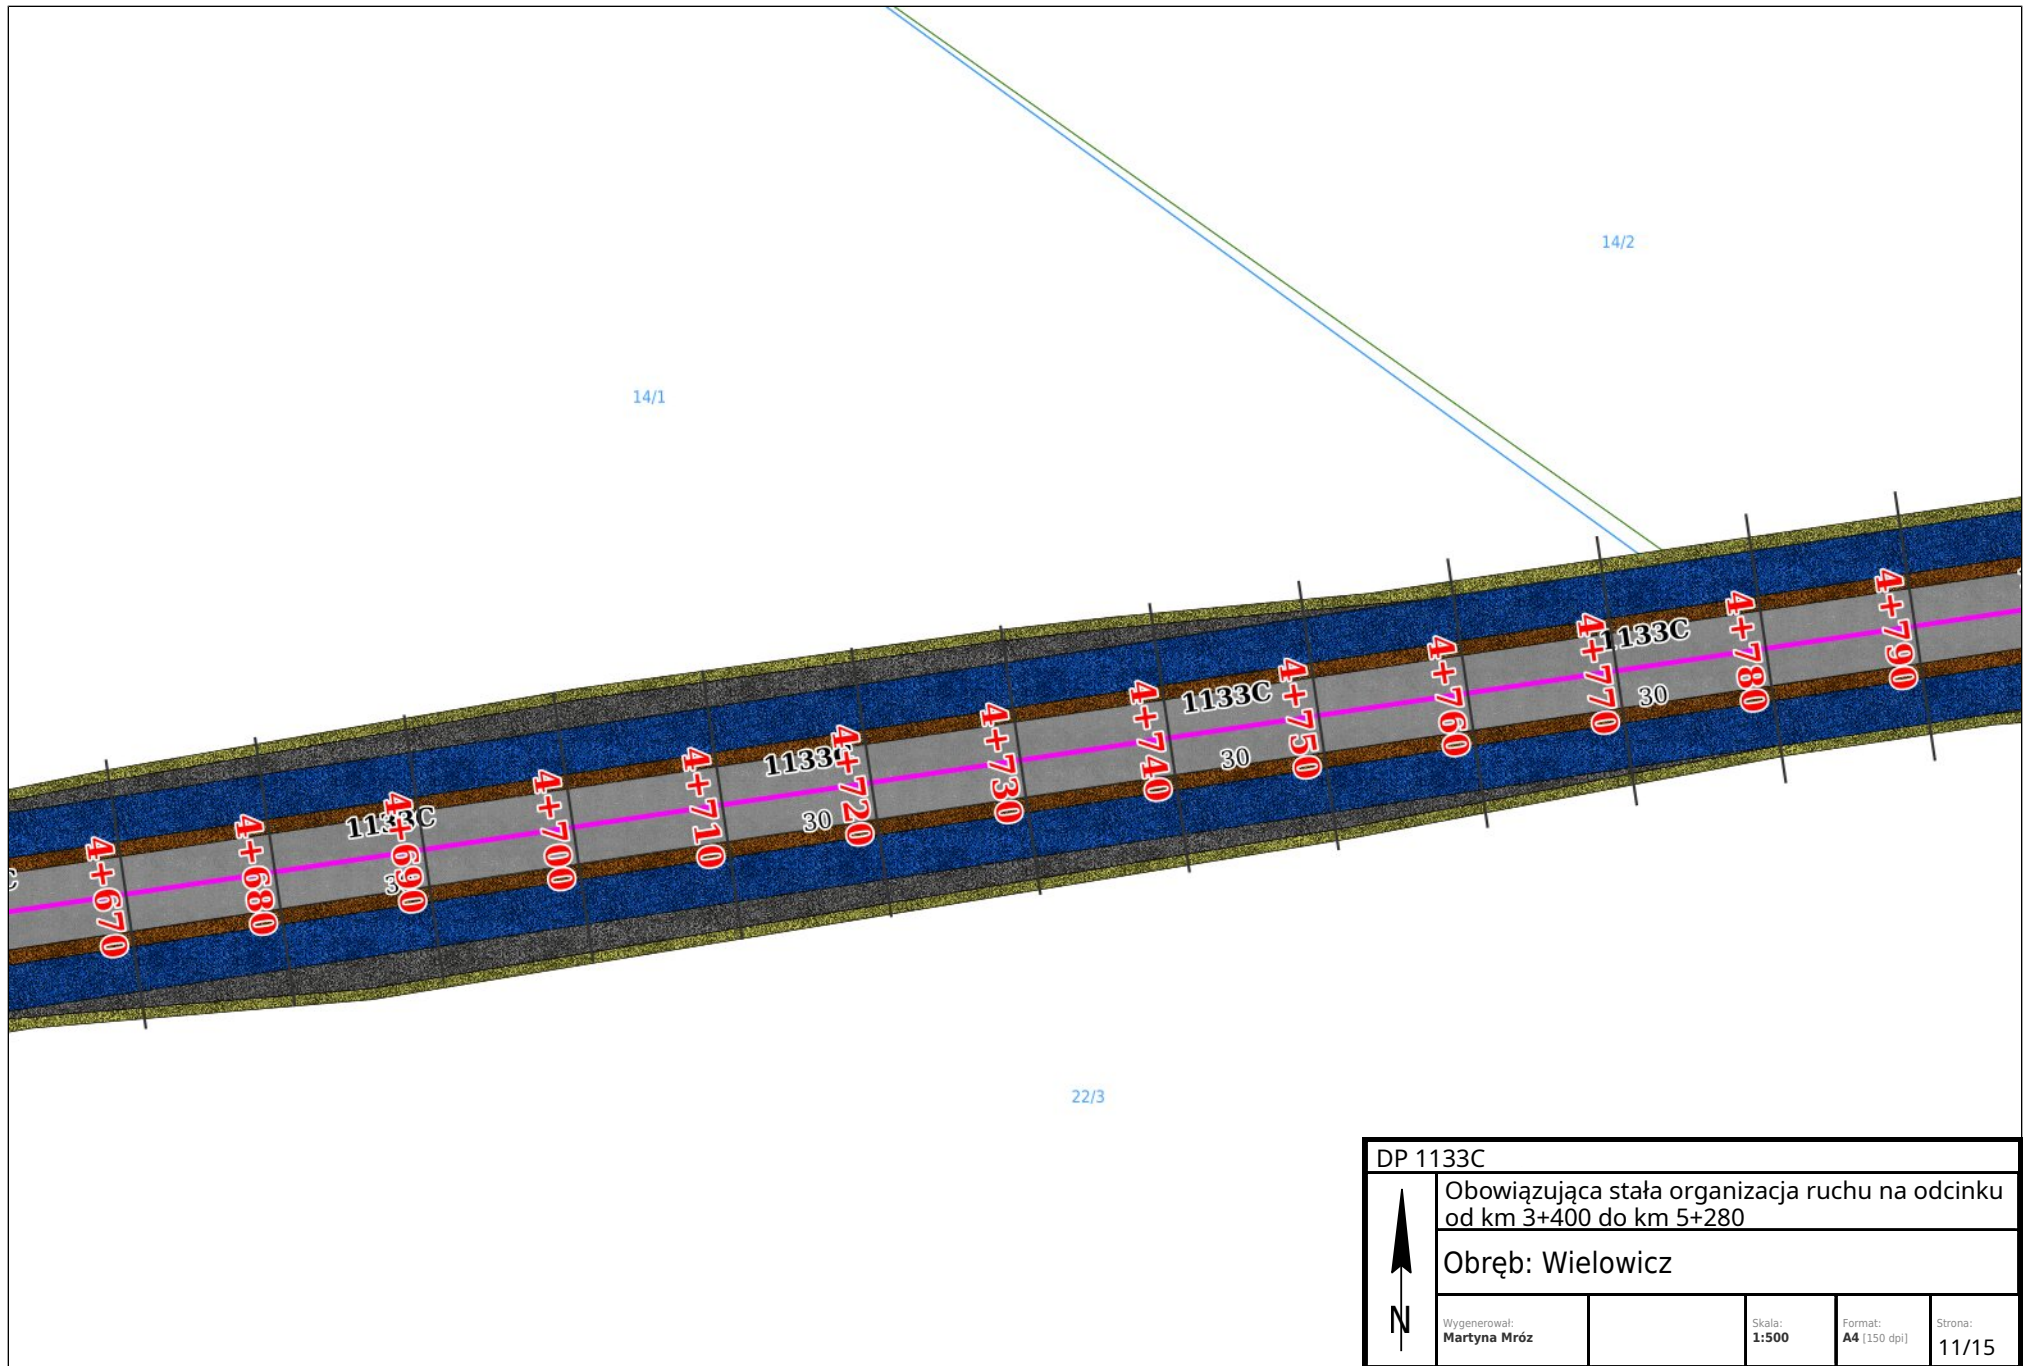 14/2
14/1
4+790
4+780
1133C
4+770
30
4+760
4+750
1133C
4+740
30
4+730
4+720
1133C
30
4+710
4+700
4+690
1133C
30
4+680
4+670
C
22/3
DP 1133C
Obowiązująca stała organizacja ruchu na odcinku
od km 3+400 do km 5+280
Obręb: Wielowicz
N
Wygenerował:
Martyna Mróz
Skala:
1:500
Format:
A4 [150 dpi]
Strona:
11/15